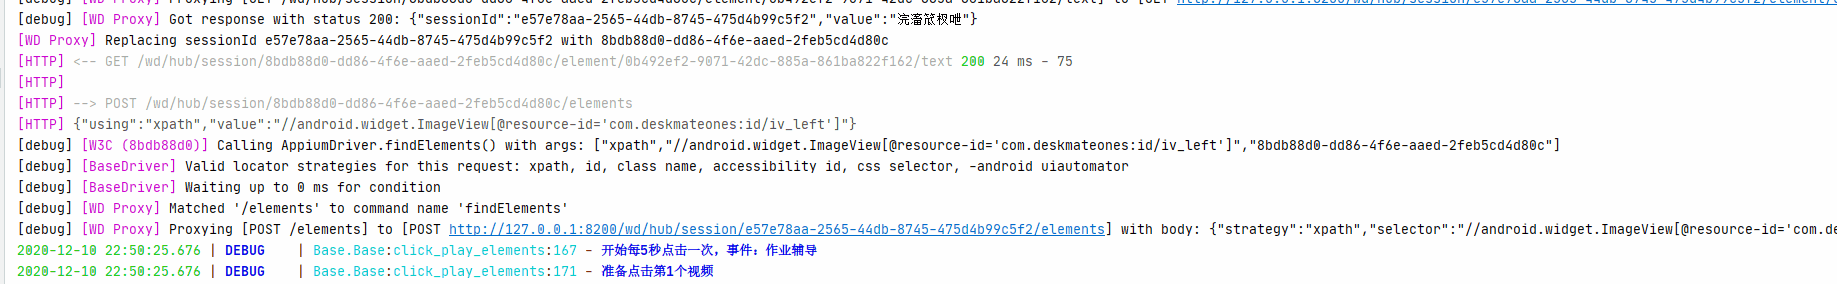 [debug] [WD Proxy] Got response with status 200: {"sessionId":"e57e78aa-2565-44db-8745-475d4b99c5f2","value":"浣滀笟杈呭"}
[WD Proxy] Replacing sessionId e57e78aa-2565-44db-8745-475d4b99c5f2 with 8bdb88d0-dd86-4f6e-aaed-2feb5cd4d80c
[HTTP] <-- GET /wd/hub/session/8bdb88d0-dd86-4f6e-aaed-2feb5cd4d80c/element/0b492ef2-9071-42dc-885a-861ba822f162/text 200 24 ms - 75
[HTTP]
[HTTP] --> POST /wd/hub/session/8bdb88d0-dd86-4f6e-aaed-2feb5cd4d80c/elements
[HTTP] {"using":"xpath","value":"//android.widget.ImageView[@resource-id='com.deskmateones:id/iv_left']"}
[debug] [W3C (8bdb88d0)] Calling AppiumDriver.findElements() with args: ["xpath","//android.widget.ImageView[@resource-id='com.deskmateones:id/iv_left']","8bdb88d0-dd86-4f6e-aaed-2feb5cd4d80c"]
[debug] [BaseDriver] Valid locator strategies for this request: xpath, id, class name, accessibility id, css selector, -android uiautomator
[debug] [BaseDriver] Waiting up to 0 ms for condition
[debug] [WD Proxy] Matched '/elements' to command name 'findElements'
[debug] [WD Proxy] Proxying [POST /elements] to [POST http://127.0.0.1:8200/wd/hub/session/e57e78aa-2565-44db-8745-475d4b99c5f2/elements] with body: {"strategy":"xpath","selector":"//android.widget.ImageView[@resource-id='com.de
2020-12-10 22:50:25.676 | DEBUG    | Base.Base:click_play_elements:167 - 开始每5秒点击一次，事件：作业辅导
2020-12-10 22:50:25.676 | DEBUG    | Base.Base:click_play_elements:171 - 准备点击第1个视频